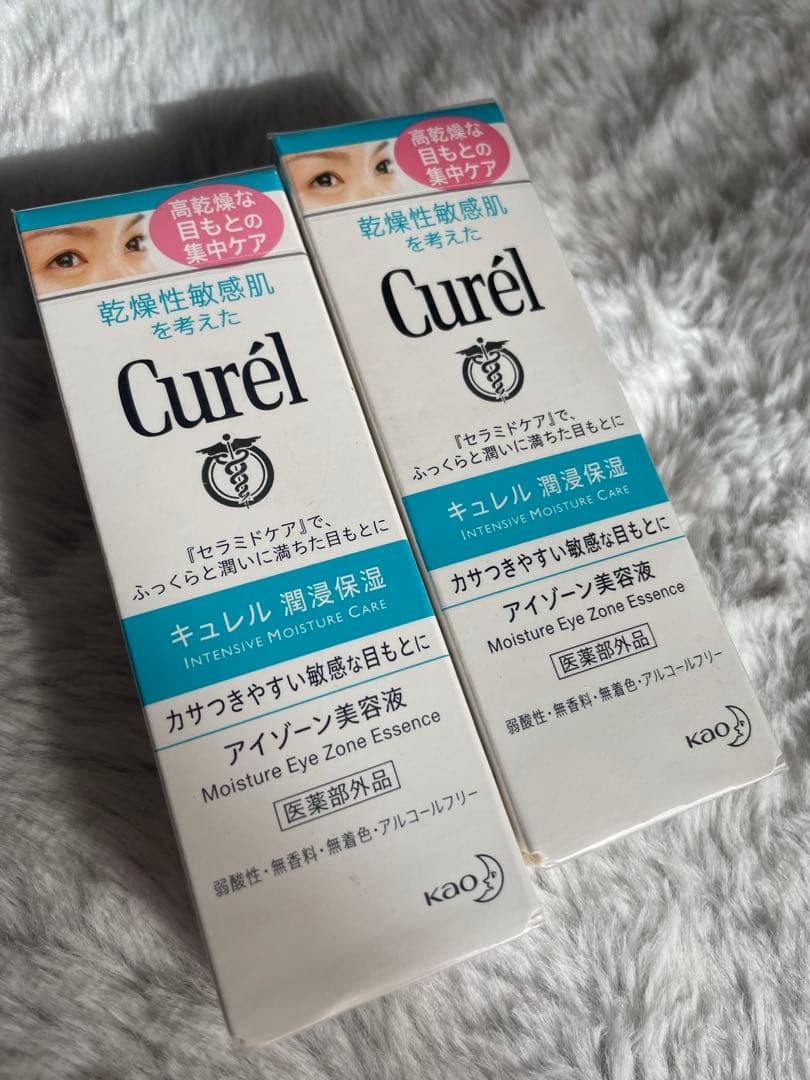 高乾燥な
目もとの
集中ケア
乾燥性敏感肌
を考えた
Curél
『セラミドケア』で、
ふっくらと潤いに満ちた目もとに
キュレル 潤浸保湿
INTENSIVE MOISTURE CARE
カサつきやすい敏感な目もとに
アイゾーン美容液
Moisture Eye Zone Essence
医薬部外品
弱酸性・無香料・無着色・アルコールフリー
Kao
高乾燥な
目もとの
集中ケア
乾燥性敏感肌
を考えた
Curél
『セラミドケア』で、
ふっくらと潤いに満ちた目もとに
キュレル 潤浸保湿
INTENSIVE MOISTURE CARE
カサつきやすい敏感な目もとに
アイゾーン美容液
Moisture Eye Zone Essence
医薬部外品
弱酸性・無香料・無着色・アルコールフリー
Kao